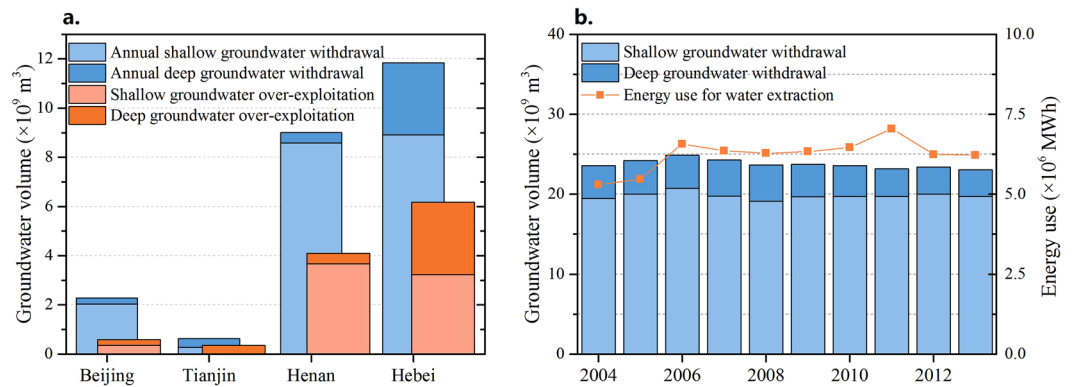 a.
Groundwater volume (×10⁹ m³)
12
10
8
6
4
2
0
Annual shallow groundwater withdrawal
Annual deep groundwater withdrawal
Shallow groundwater over-exploitation
Deep groundwater over-exploitation
Beijing Tianjin Henan Hebei
b.
Groundwater volume (×10⁹ m³)
40
30
20
10
0
Shallow groundwater withdrawal
Deep groundwater withdrawal
Energy use for water extraction
2004 2006 2008 2010 2012
10.0
7.5
5.0
2.5
0.0
Energy use (×10⁶ MWh)